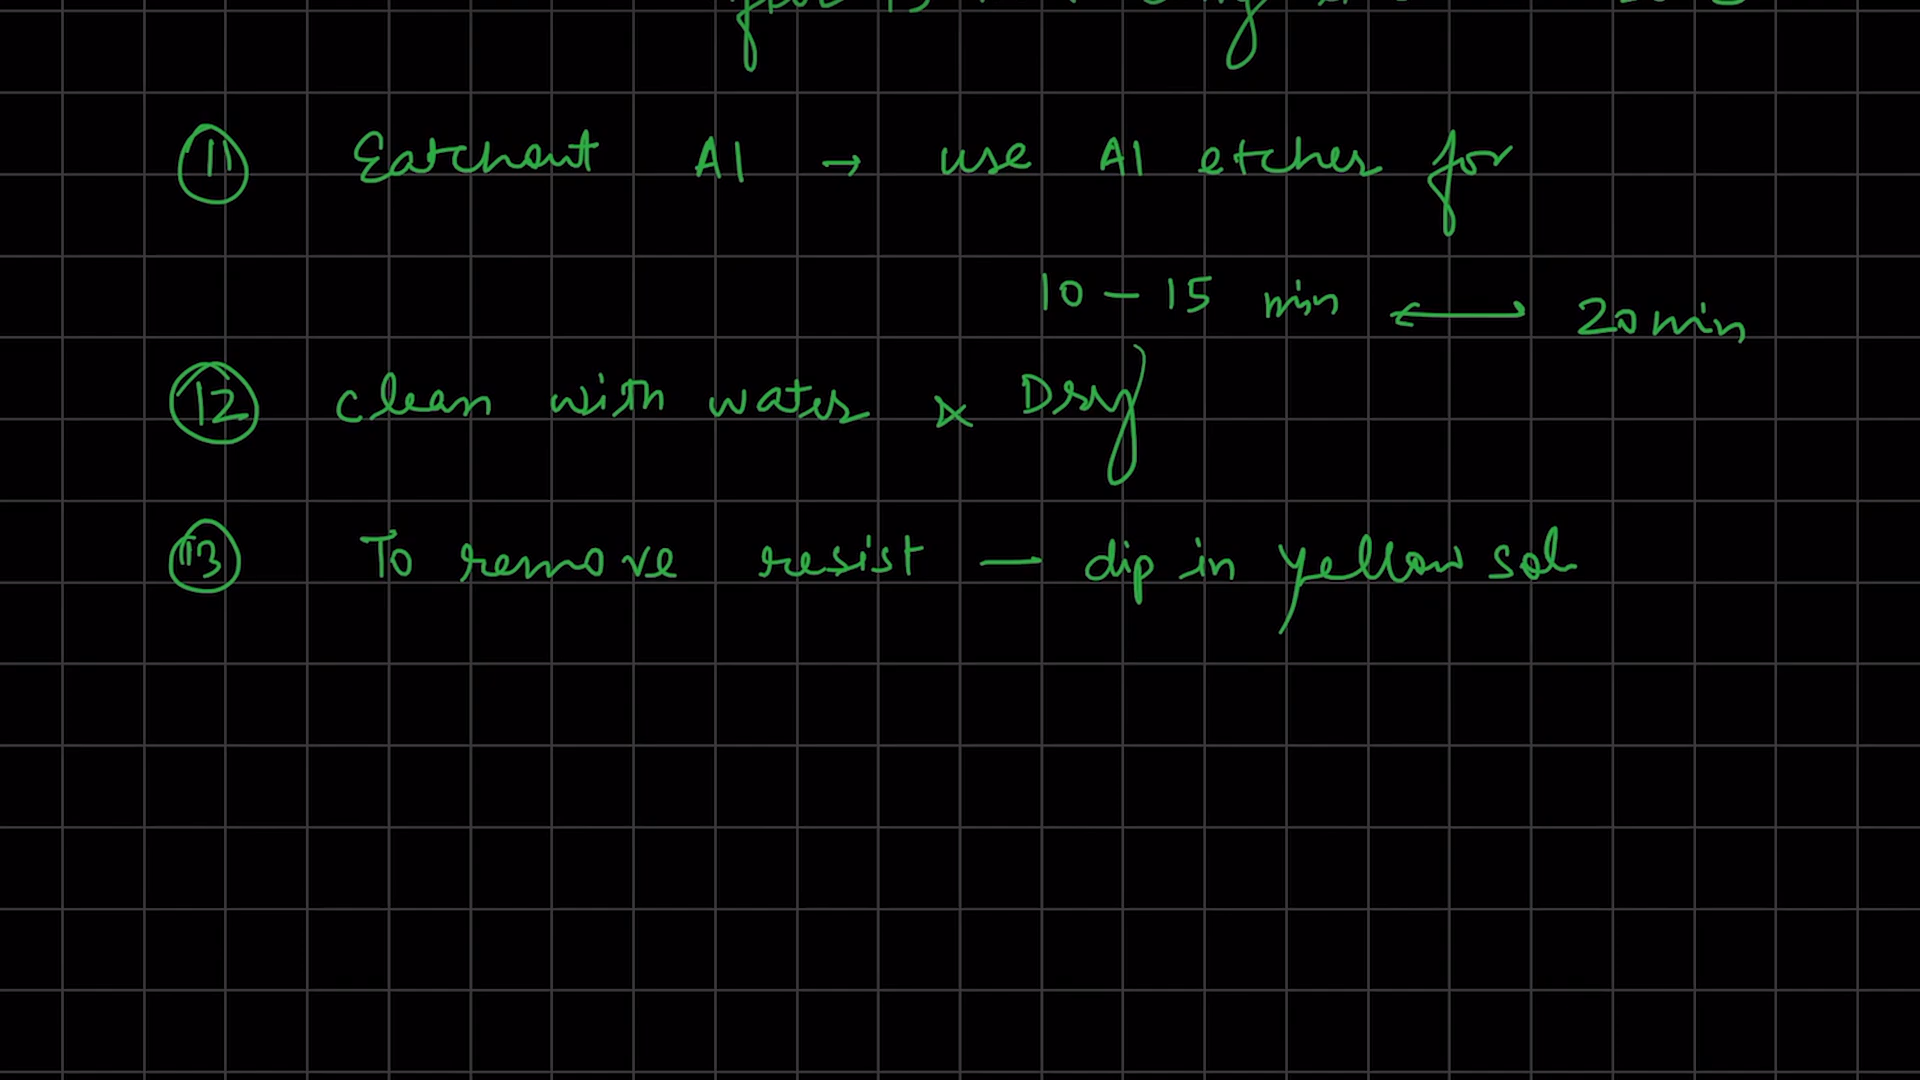 11 Eatchout Al → use Al etcher for
10 - 15 min ⟷ 20 min
12 clean with water & Dry
13 To remove resist — dip in yellow sol